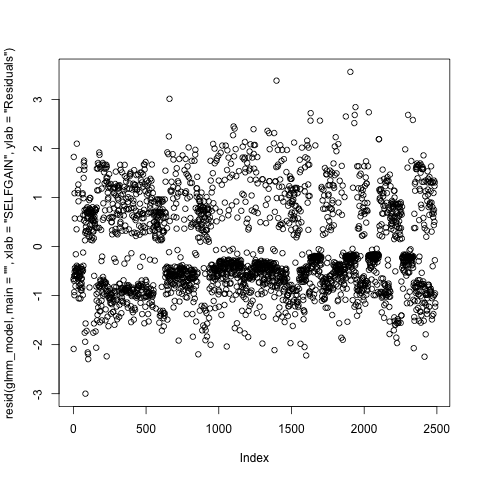 resid(glmm_model, main = "" , xlab = "SELFGAIN", ylab = "Residuals")
3
2
1
0
-1
-2
-3
0 500 1000 1500 2000 2500
Index